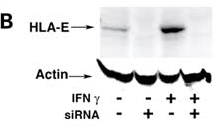 B
HLA-E
Actin
IFN γ - - + +
siRNA - + - +